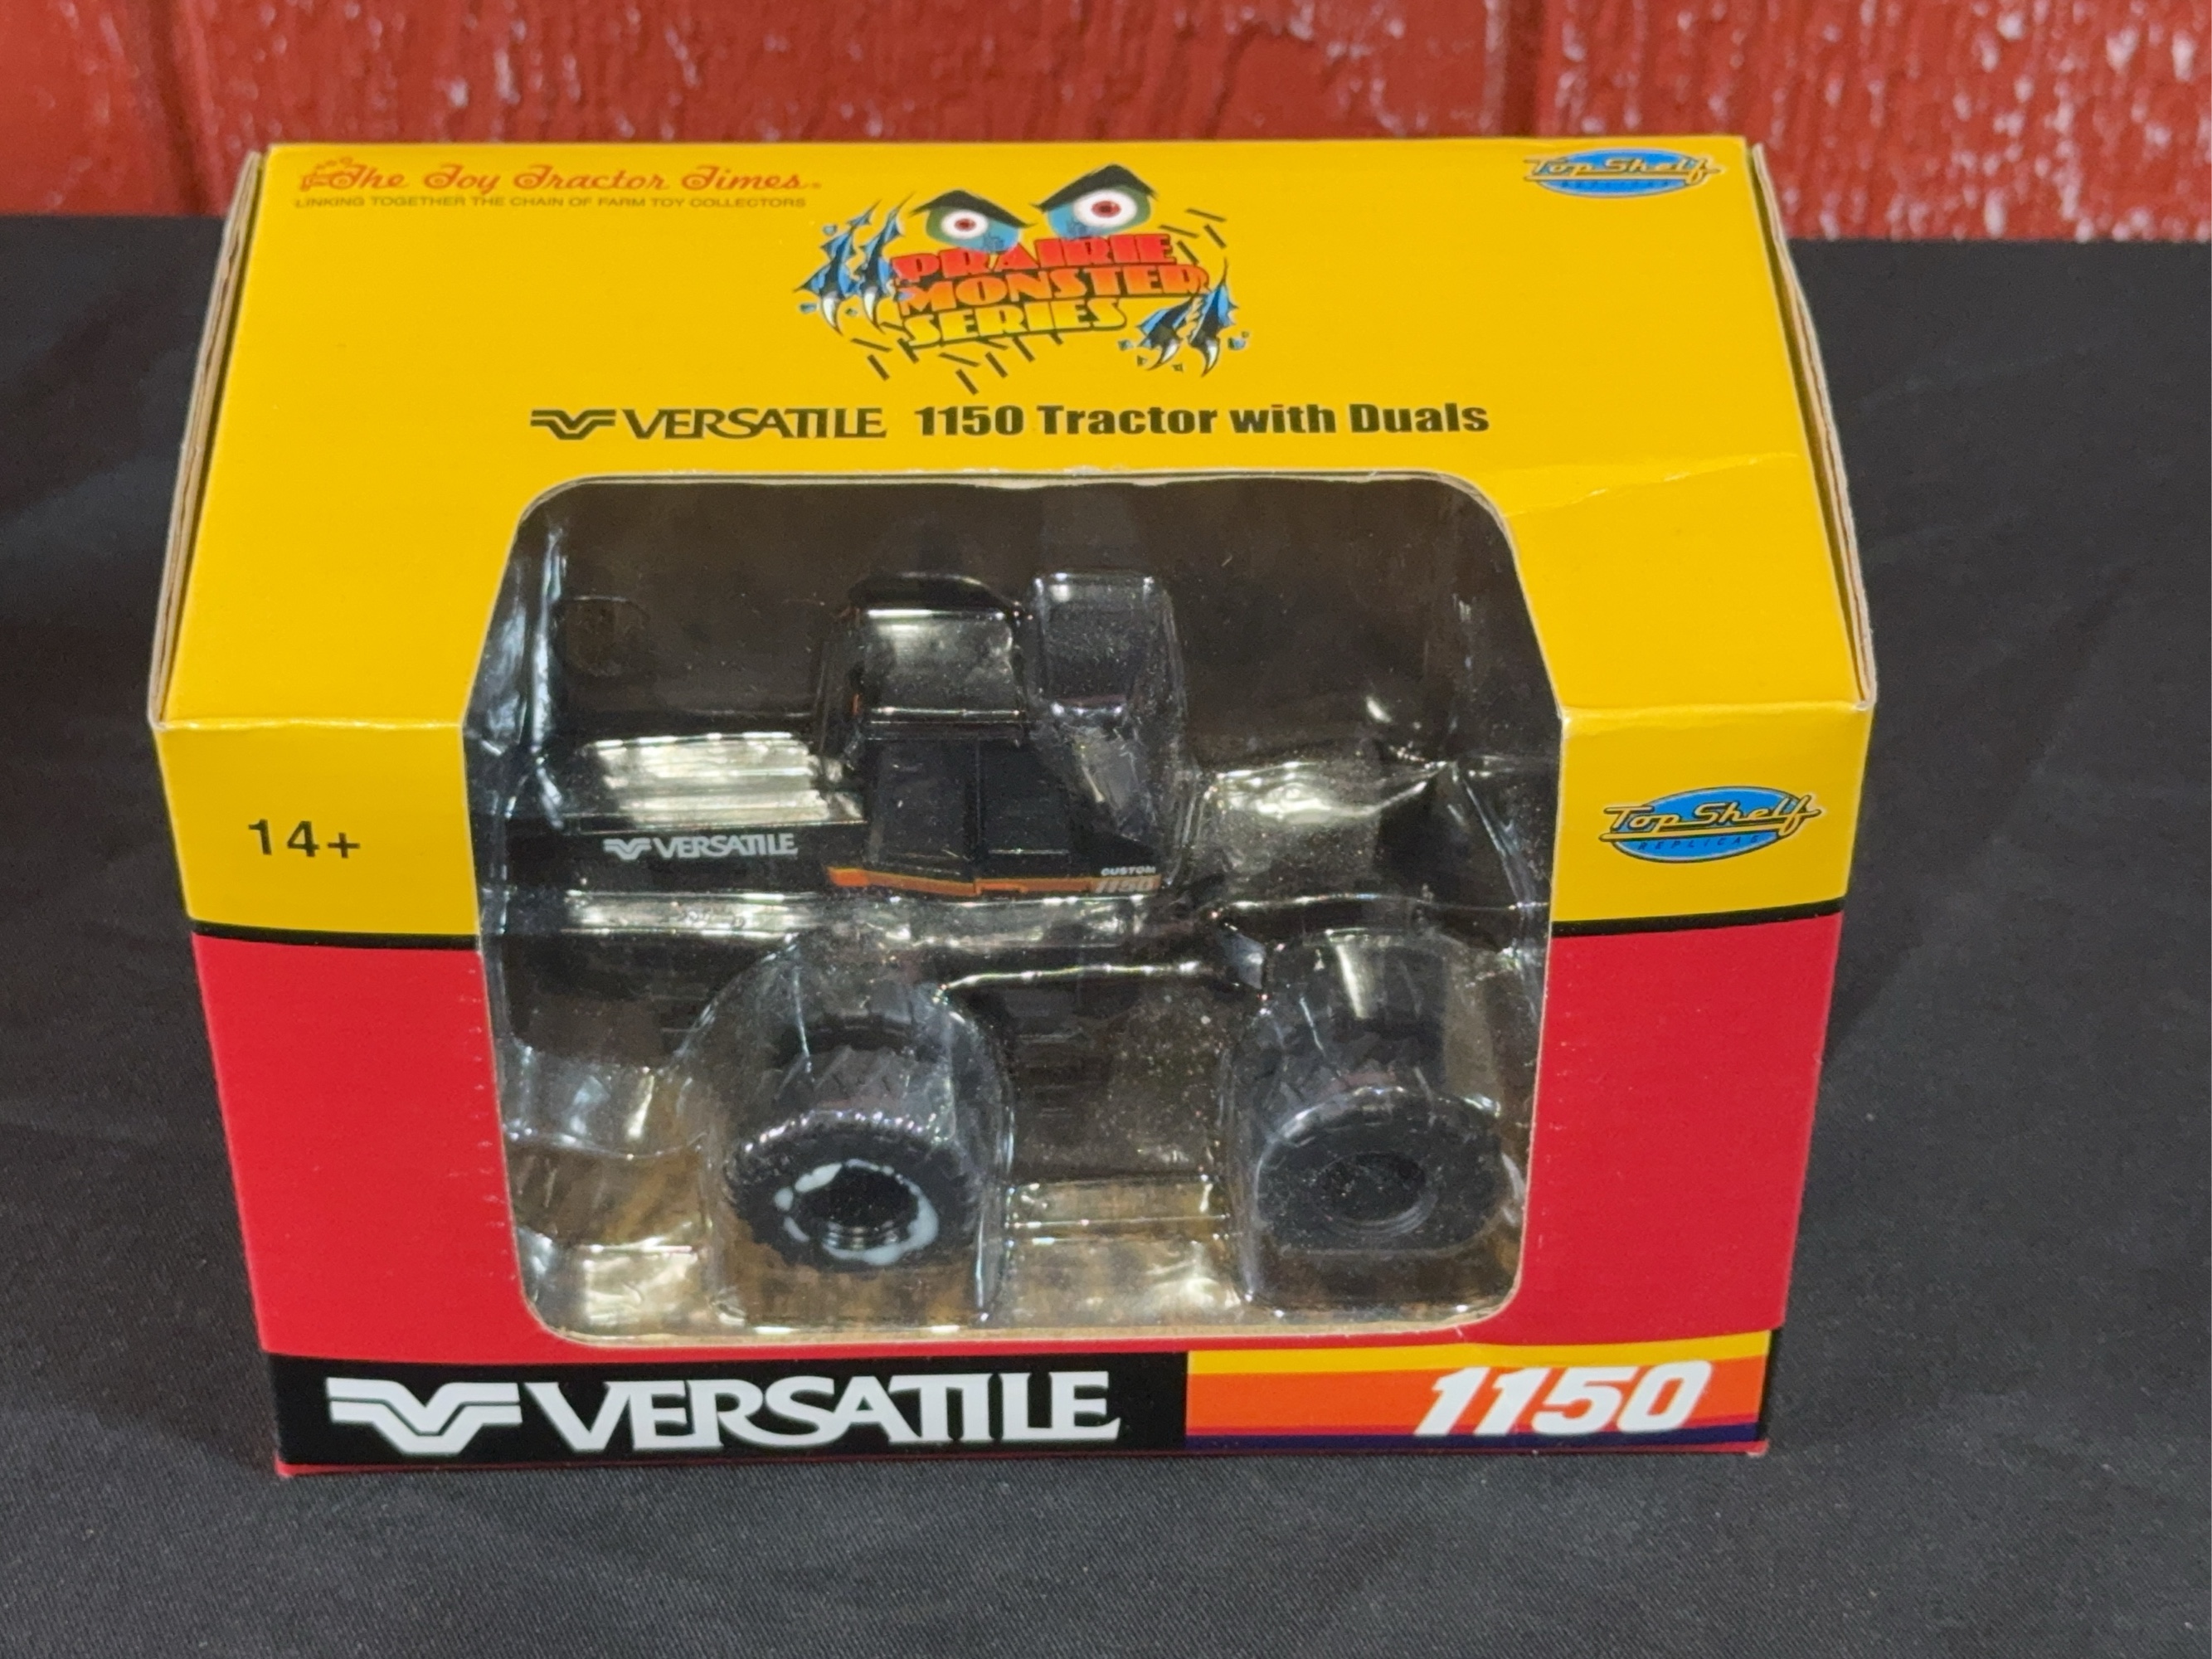 The Toy Tractor Times
LINKING TOGETHER THE CHAIN OF FARM TOY COLLECTORS
Top Shelf
REPLICAS
PRAIRIE
MONSTER
SERIES
VERSATILE 1150 Tractor with Duals
14+
Top Shelf
REPLICAS
VERSATILE
CUSTOM
1150
VERSATILE
1150